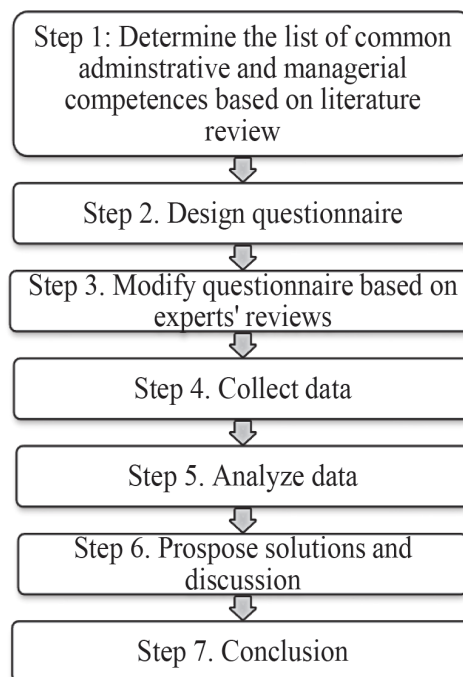 Step 1: Determine the list of common
adminstrative and managerial
competences based on literature
review
Step 2. Design questionnaire
Step 3. Modify questionnaire based on
experts' reviews
Step 4. Collect data
Step 5. Analyze data
Step 6. Prospose solutions and
discussion
Step 7. Conclusion